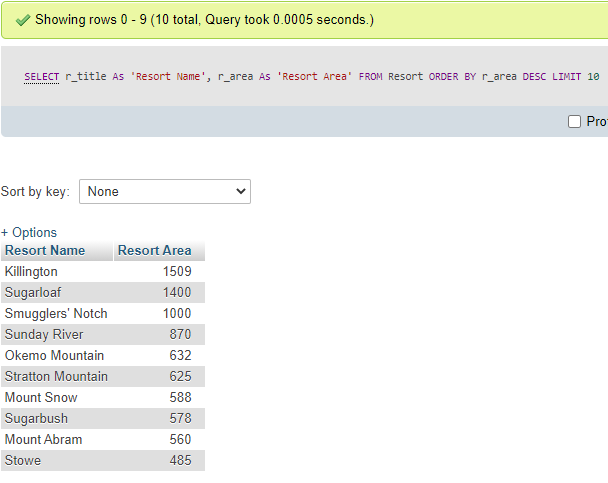 Showing rows 0 - 9 (10 total, Query took 0.0005 seconds.)
SELECT r_title As 'Resort Name', r_area As 'Resort Area' FROM Resort ORDER BY r_area DESC LIMIT 10
Pro
Sort by key: None
+ Options
Resort Name Resort Area
Killington 1509
Sugarloaf 1400
Smugglers' Notch 1000
Sunday River 870
Okemo Mountain 632
Stratton Mountain 625
Mount Snow 588
Sugarbush 578
Mount Abram 560
Stowe 485